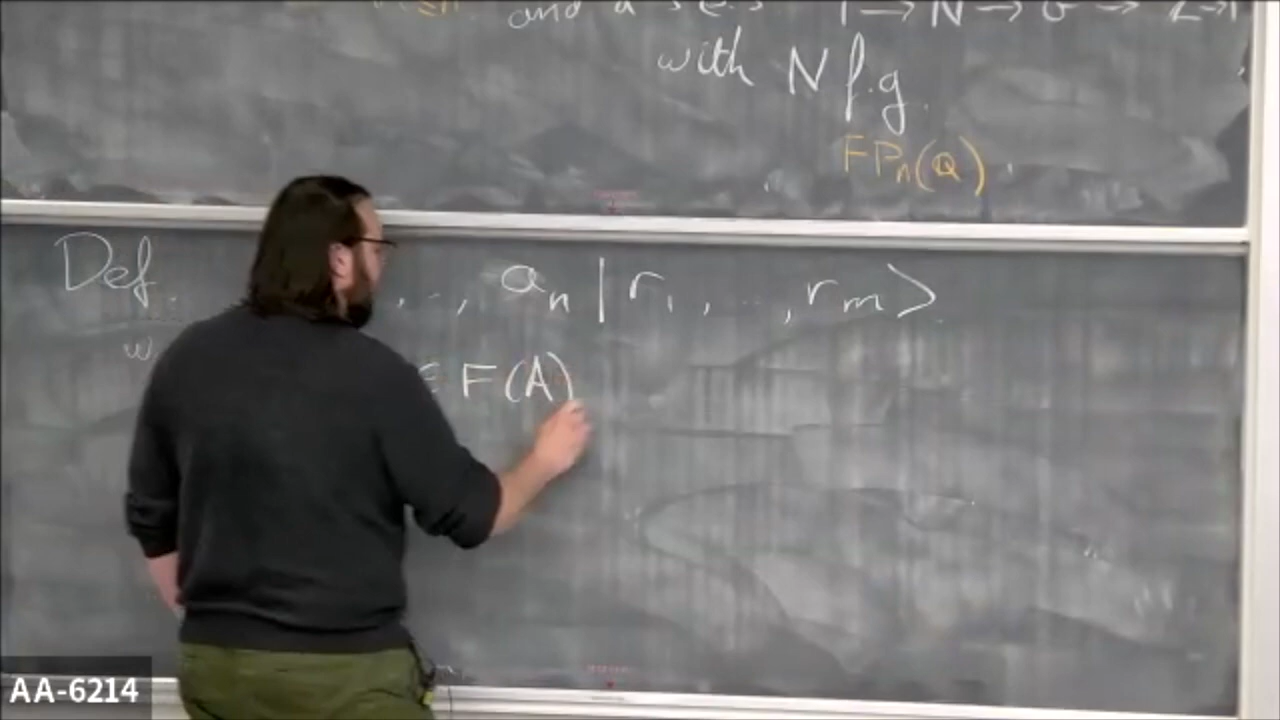 and a s.e.s 1 → N → G → Z → 1
with N f.g.
FPn(Q).
Def. ..., an | r1, ..., rm>
w
∈ F(A)
AA-6214